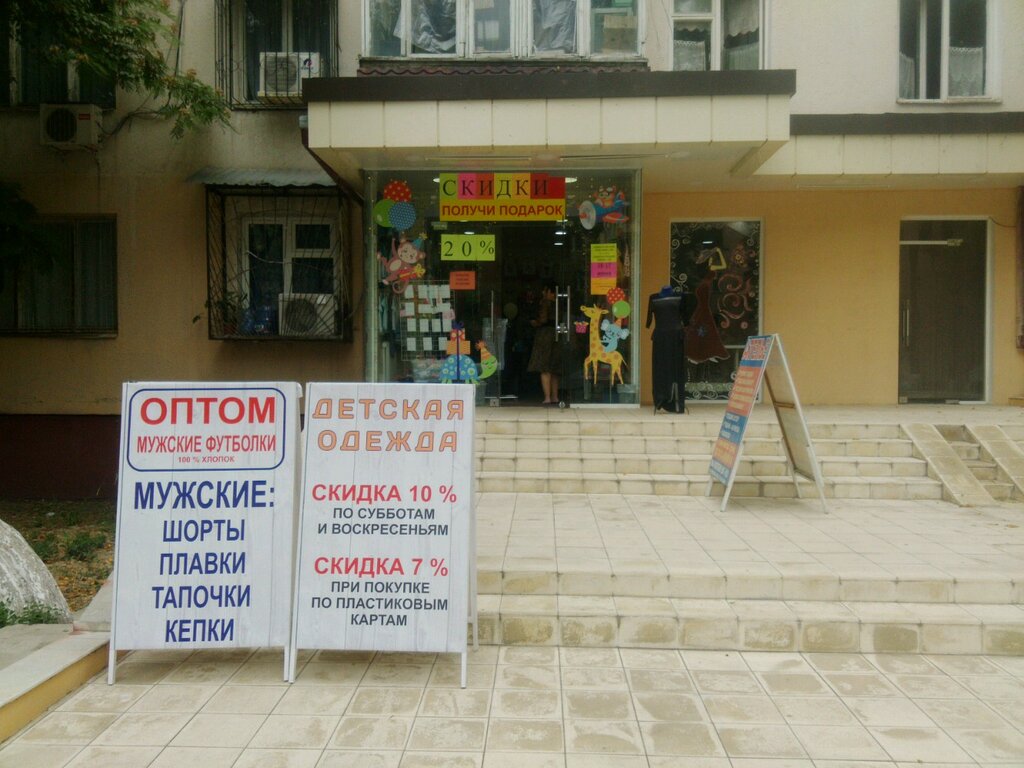 СКИДКИ
ПОЛУЧИ ПОДАРОК
20%
ОПТОМ
МУЖСКИЕ ФУТБОЛКИ
100 % ХЛОПОК
МУЖСКИЕ:
ШОРТЫ
ПЛАВКИ
ТАПОЧКИ
КЕПКИ
ДЕТСКАЯ
ОДЕЖДА
СКИДКА 10 %
ПО СУББОТАМ
И ВОСКРЕСЕНЬЯМ
СКИДКА 7 %
ПРИ ПОКУПКЕ
ПО ПЛАСТИКОВЫМ
КАРТАМ